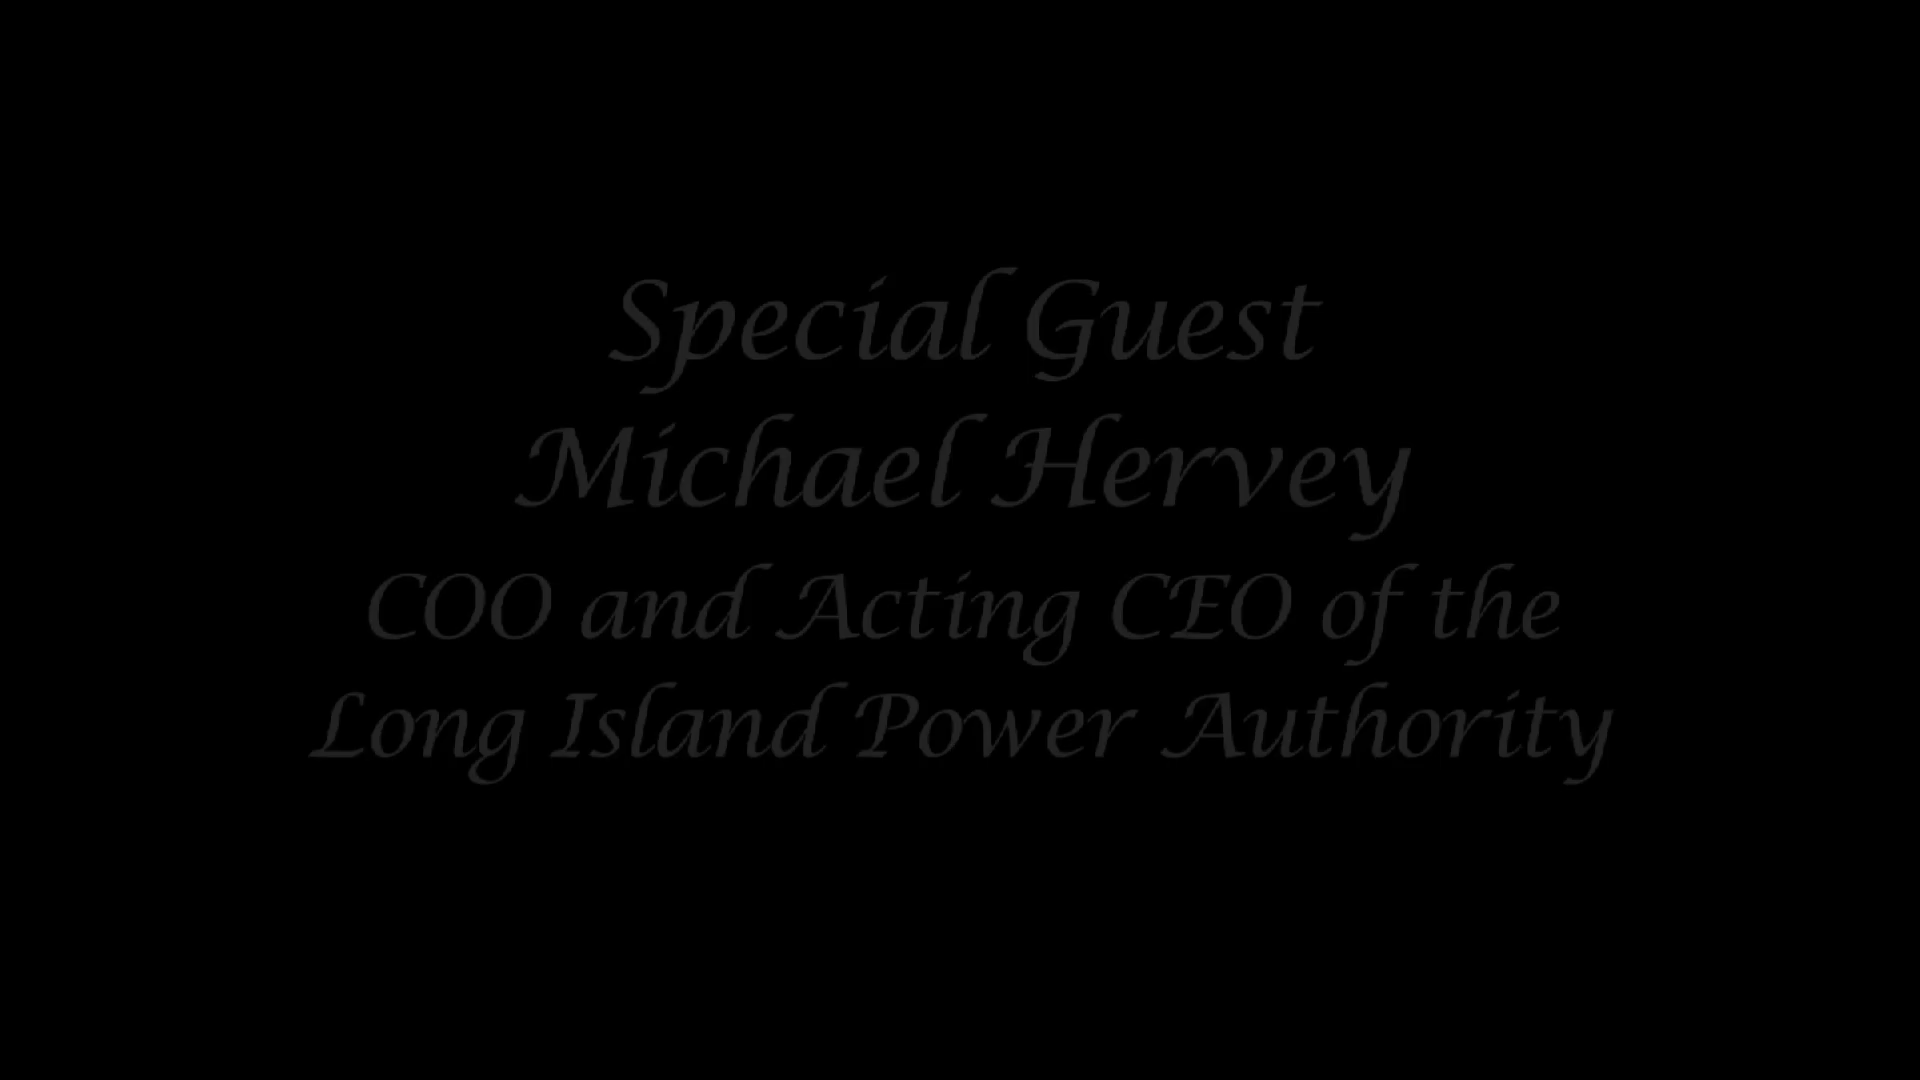 Special Guest
Michael Hervey
COO and Acting CEO of the
Long Island Power Authority